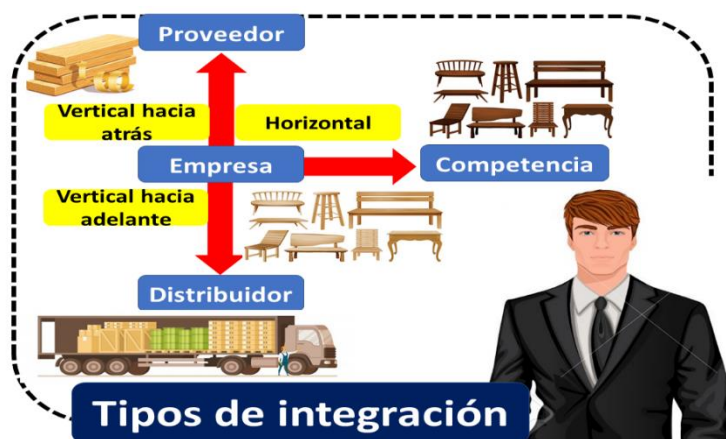 Proveedor
Vertical hacia
atrás
Horizontal
Empresa
Competencia
Vertical hacia
adelante
Distribuidor
Tipos de integración